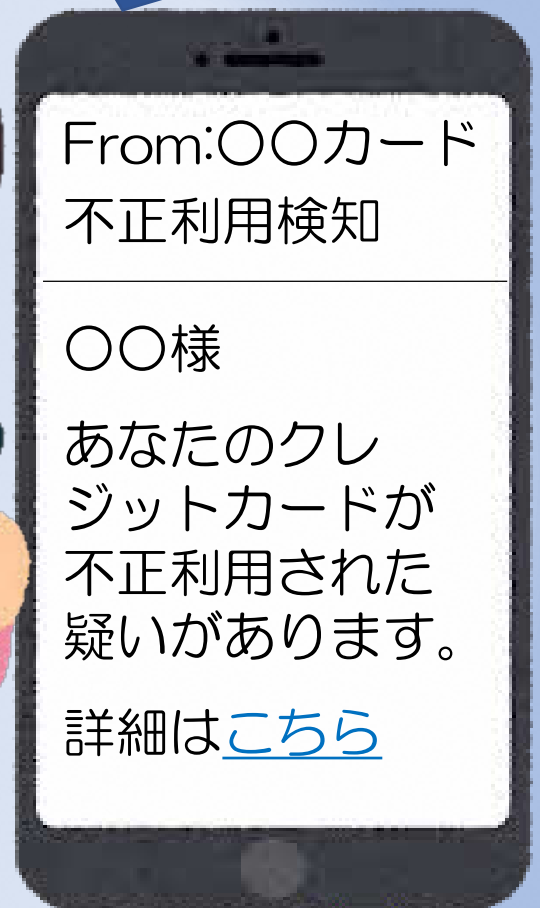 From:〇〇カード
不正利用検知
〇〇様
あなたのクレ
ジットカードが
不正利用された
疑いがあります。
詳細はこちら